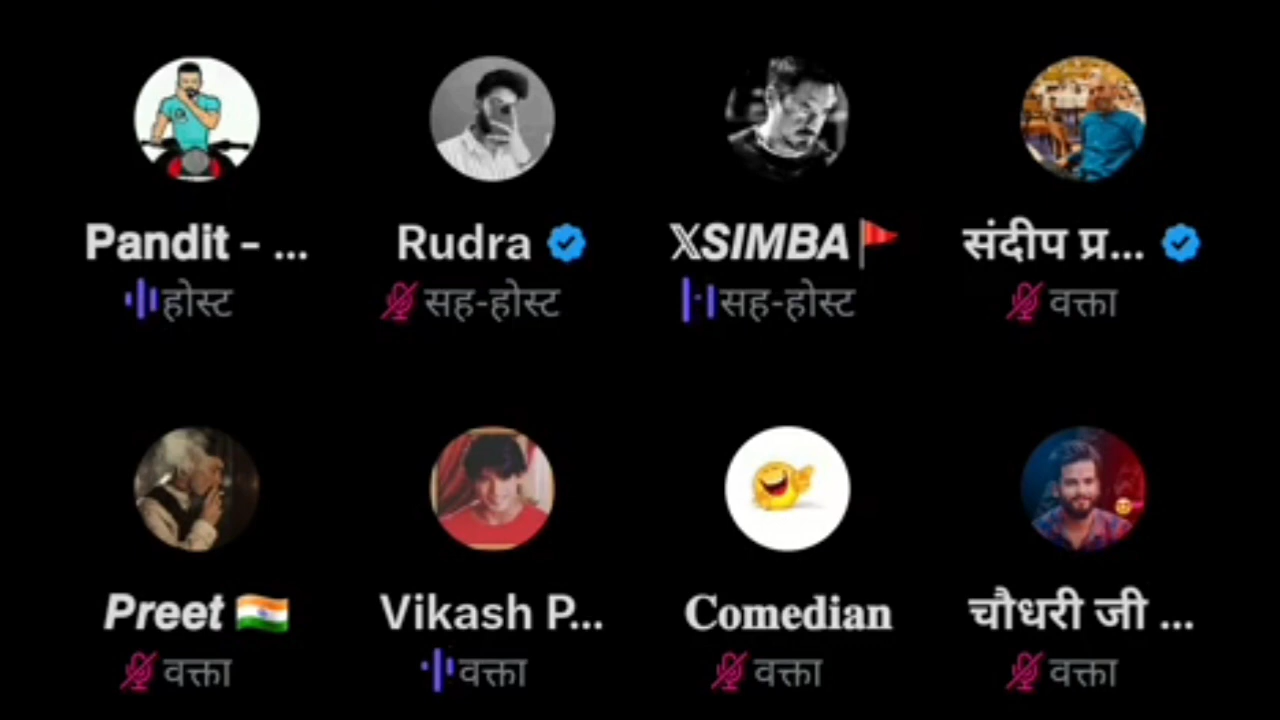 Pandit - ...
Rudra
XSIMBA🚩
संदीप प्र...
होस्ट
सह-होस्ट
सह-होस्ट
वक्ता
Preet 🇮🇳
Vikash P...
Comedian
चौधरी जी ...
वक्ता
वक्ता
वक्ता
वक्ता